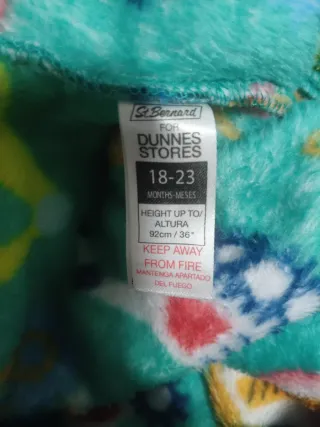 St. Bernard
FOR
DUNNES
STORES
18-23
MONTHS-MESES
HEIGHT UP TO/
ALTURA
92cm / 36"
KEEP AWAY
FROM FIRE
MANTENGA APARTADO
DEL FUEGO